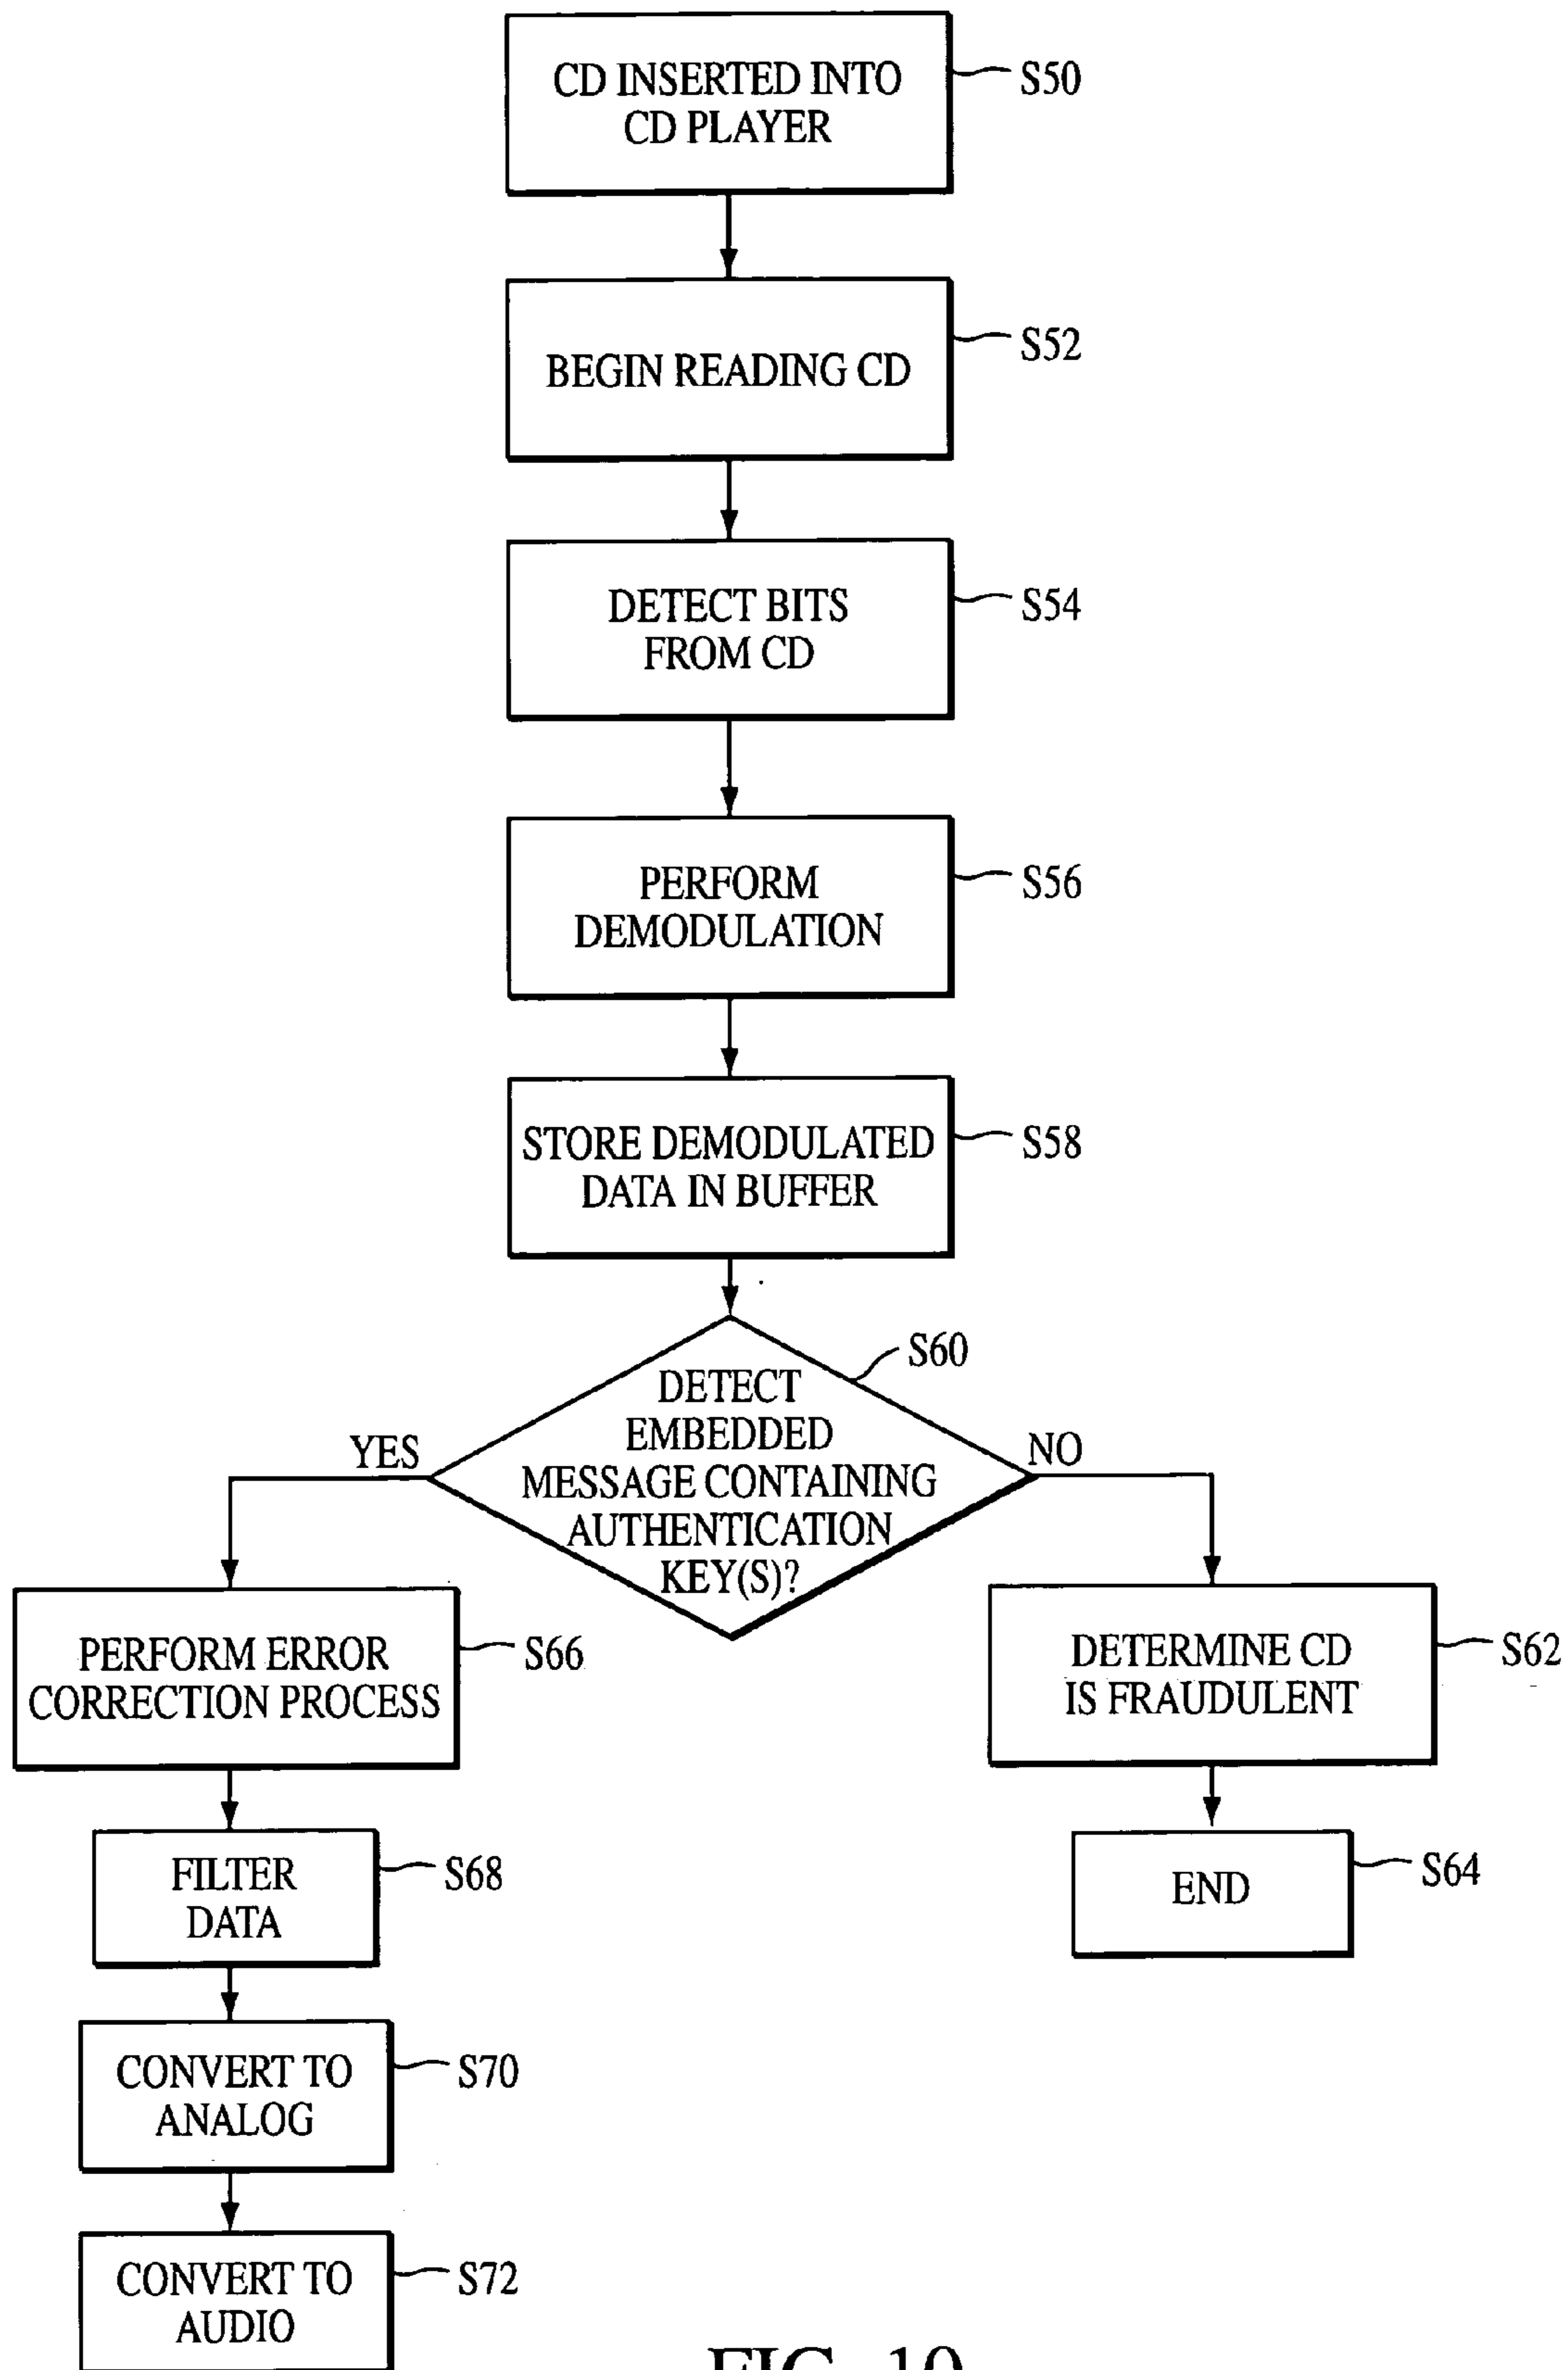 CD INSERTED INTO
CD PLAYER
S50
BEGIN READING CD
S52
DETECT BITS
FROM CD
S54
PERFORM
DEMODULATION
S56
STORE DEMODULATED
DATA IN BUFFER
S58
S60
DETECT
EMBEDDED
MESSAGE CONTAINING
AUTHENTICATION
KEY(S)?
YES
NO
PERFORM ERROR
CORRECTION PROCESS
S66
DETERMINE CD
IS FRAUDULENT
S62
FILTER
DATA
S68
END
S64
CONVERT TO
ANALOG
S70
CONVERT TO
AUDIO
S72
FIG. 10